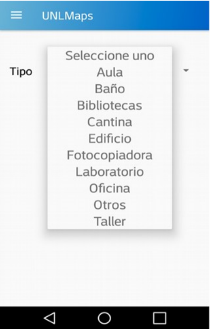 UNLMaps
Tipo
Seleccione uno
Aula
Baño
Bibliotecas
Cantina
Edificio
Fotocopiadora
Laboratorio
Oficina
Otros
Taller